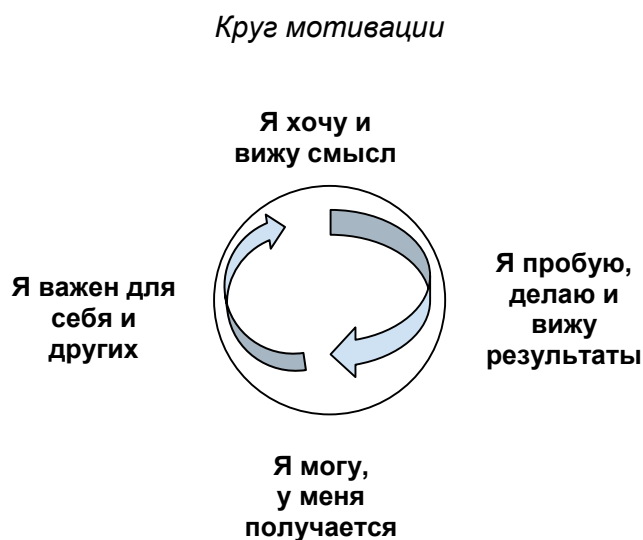 Круг мотивации
Я хочу и
вижу смысл
Я важен для
себя и
других
Я пробую,
делаю и
вижу
результаты
Я могу,
у меня
получается